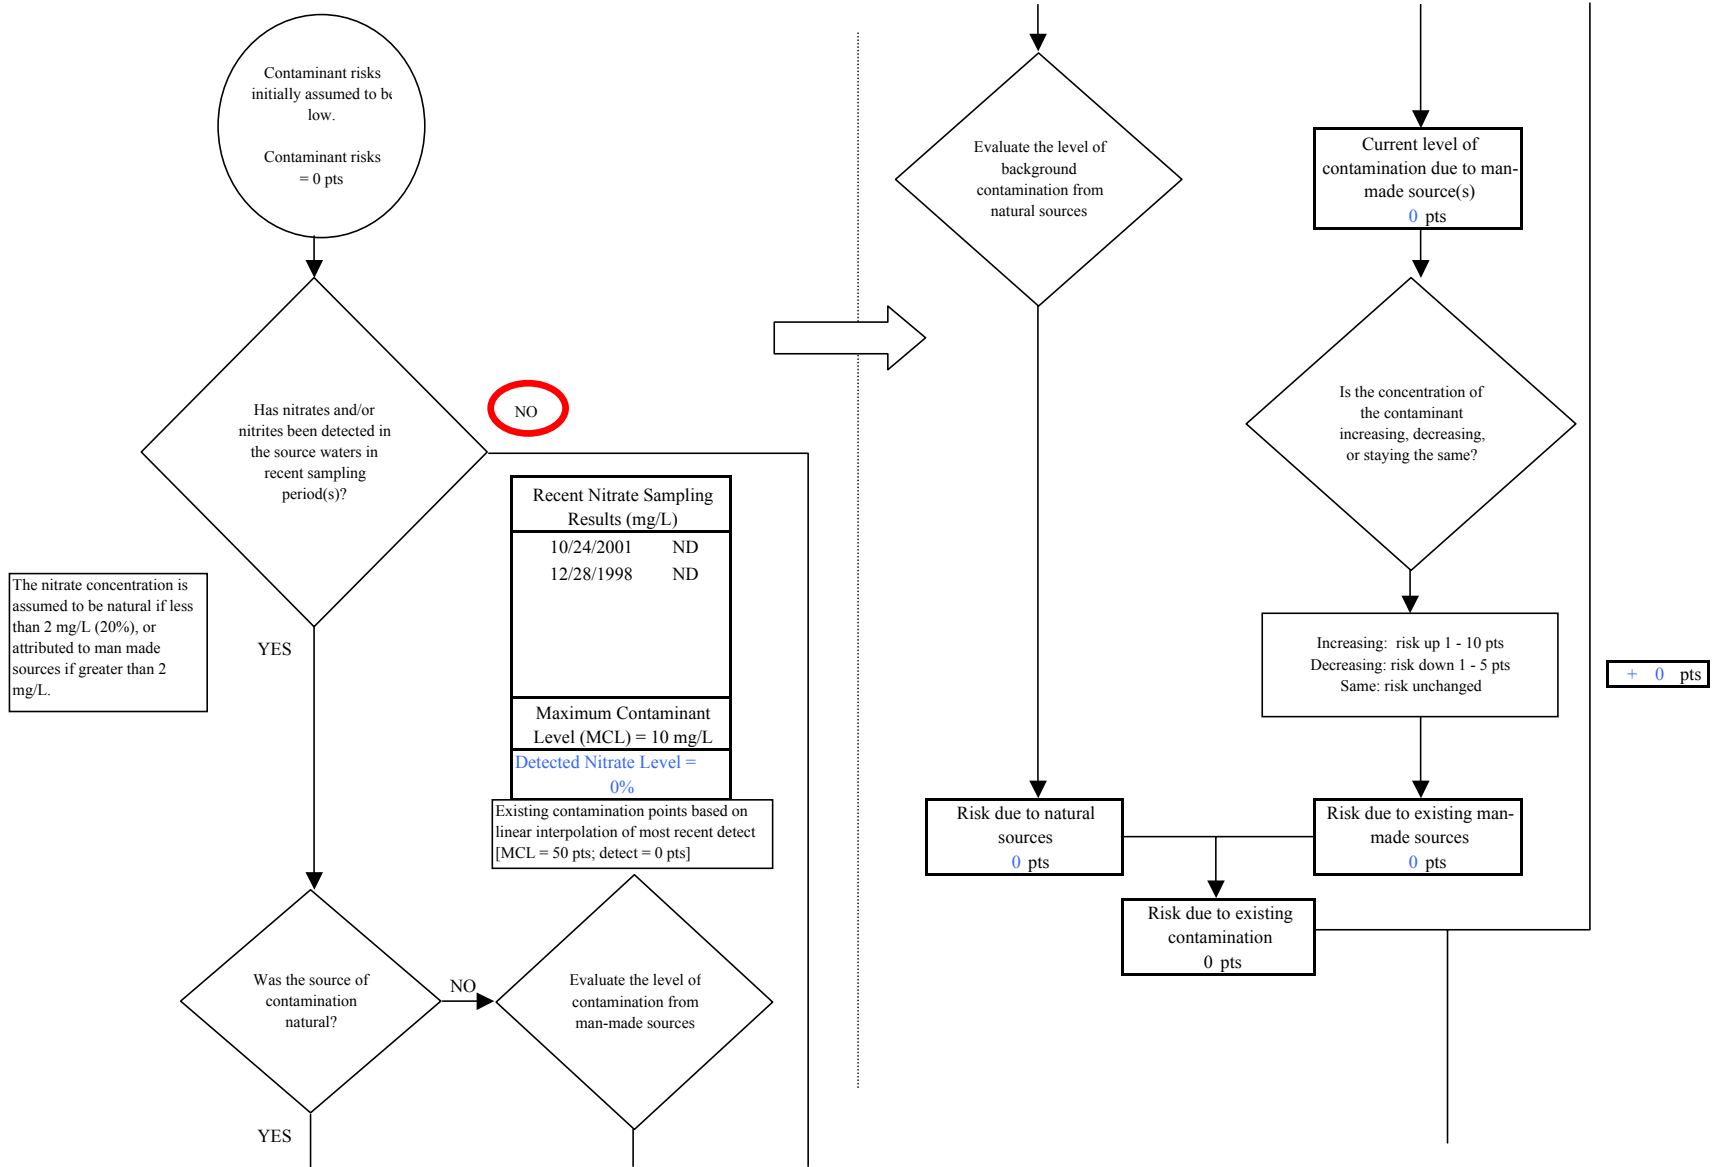 Contaminant risks
initially assumed to be
low.
Contaminant risks
= 0 pts
Has nitrates and/or
nitrites been detected in
the source waters in
recent sampling
period(s)?
NO
Recent Nitrate Sampling
Results (mg/L)
10/24/2001 ND
12/28/1998 ND
Maximum Contaminant
Level (MCL) = 10 mg/L
Detected Nitrate Level =
0%
Existing contamination points based on
linear interpolation of most recent detect
[MCL = 50 pts; detect = 0 pts]
The nitrate concentration is
assumed to be natural if less
than 2 mg/L (20%), or
attributed to man made
sources if greater than 2
mg/L.
YES
Was the source of
contamination
natural?
NO
Evaluate the level of
contamination from
man-made sources
YES
Evaluate the level of
background
contamination from
natural sources
Current level of
contamination due to man-
made source(s)
0 pts
Is the concentration of
the contaminant
increasing, decreasing,
or staying the same?
Increasing: risk up 1 - 10 pts
Decreasing: risk down 1 - 5 pts
Same: risk unchanged
+ 0 pts
Risk due to natural
sources
0 pts
Risk due to existing man-
made sources
0 pts
Risk due to existing
contamination
0 pts